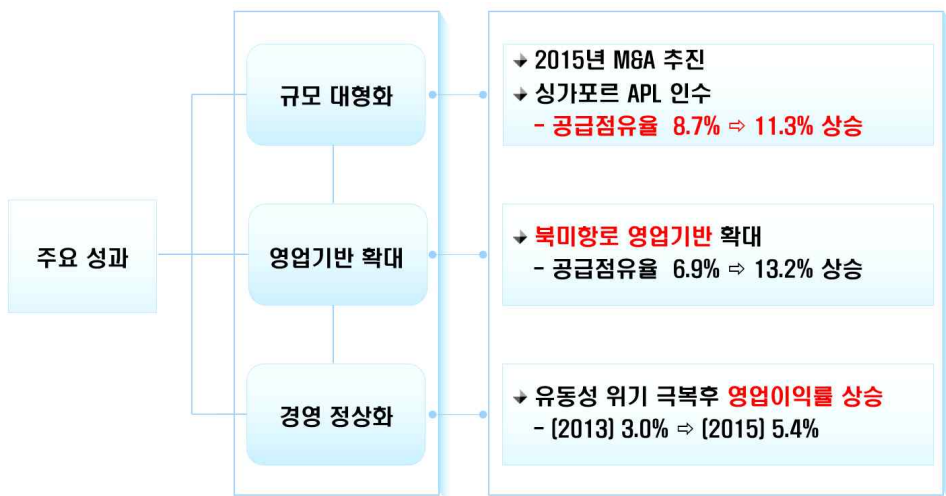 주요 성과
규모 대형화
2015년 M&A 추진
싱가포르 APL 인수
- 공급점유율 8.7% ⇨ 11.3% 상승
영업기반 확대
북미항로 영업기반 확대
- 공급점유율 6.9% ⇨ 13.2% 상승
경영 정상화
유동성 위기 극복후 영업이익률 상승
- (2013) 3.0% ⇨ (2015) 5.4%